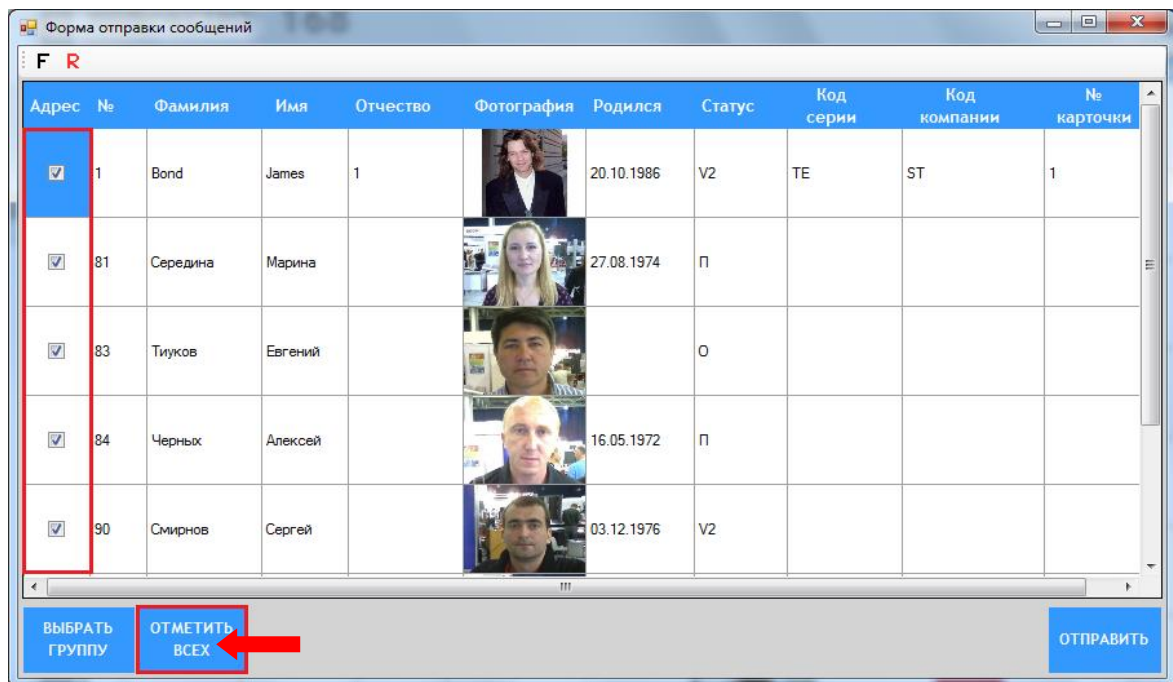 Форма отправки сообщений
F R
Адрес № Фамилия Имя Отчество Фотография Родился Статус Код серии Код компании № карточки
1 Bond James 1 20.10.1986 V2 TE ST 1
81 Середина Марина 27.08.1974 П
83 Тиуков Евгений О
84 Черных Алексей 16.05.1972 П
90 Смирнов Сергей 03.12.1976 V2
ВЫБРАТЬ ГРУППУ
ОТМЕТИТЬ ВСЕХ
ОТПРАВИТЬ